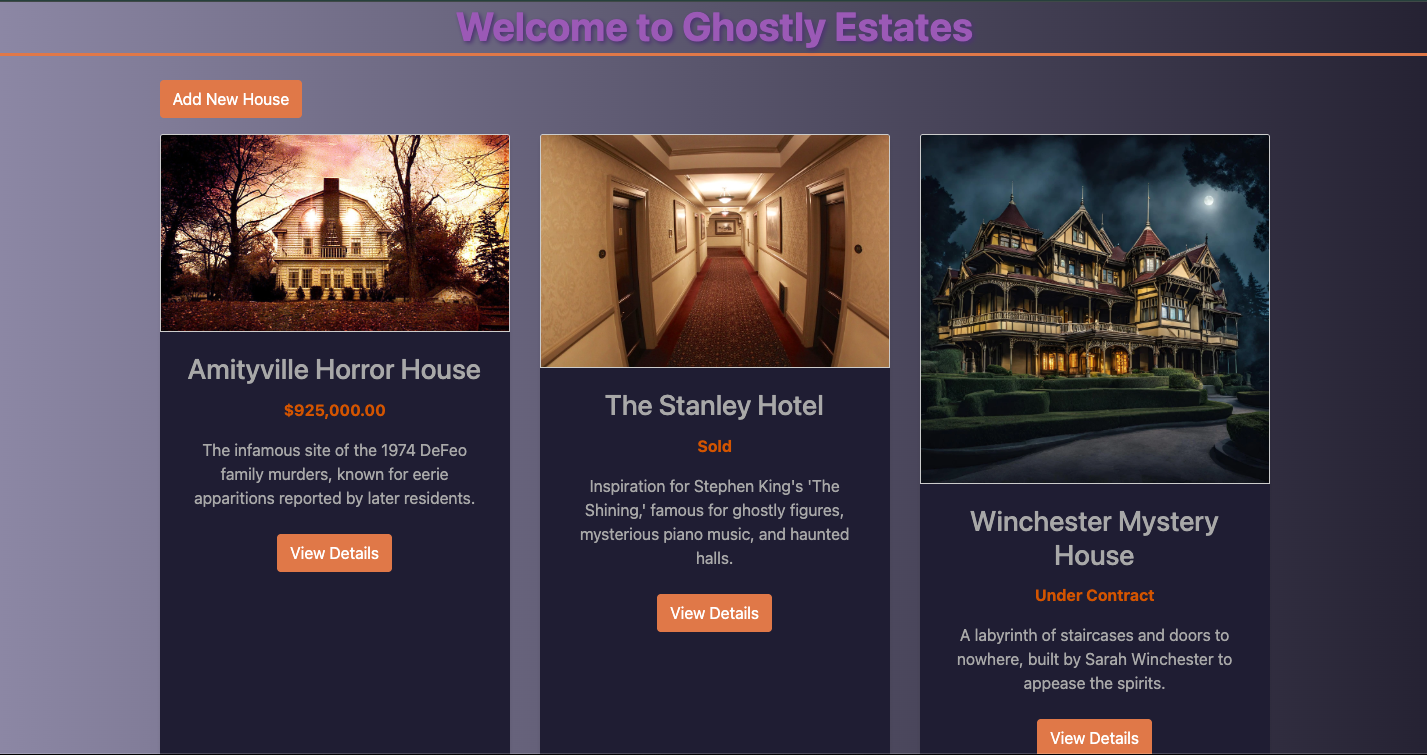 Welcome to Ghostly Estates
Add New House
Amityville Horror House
$925,000.00
The infamous site of the 1974 DeFeo
family murders, known for eerie
apparitions reported by later residents.
View Details
The Stanley Hotel
Sold
Inspiration for Stephen King's 'The
Shining,' famous for ghostly figures,
mysterious piano music, and haunted
halls.
View Details
Winchester Mystery
House
Under Contract
A labyrinth of staircases and doors to
nowhere, built by Sarah Winchester to
appease the spirits.
View Details